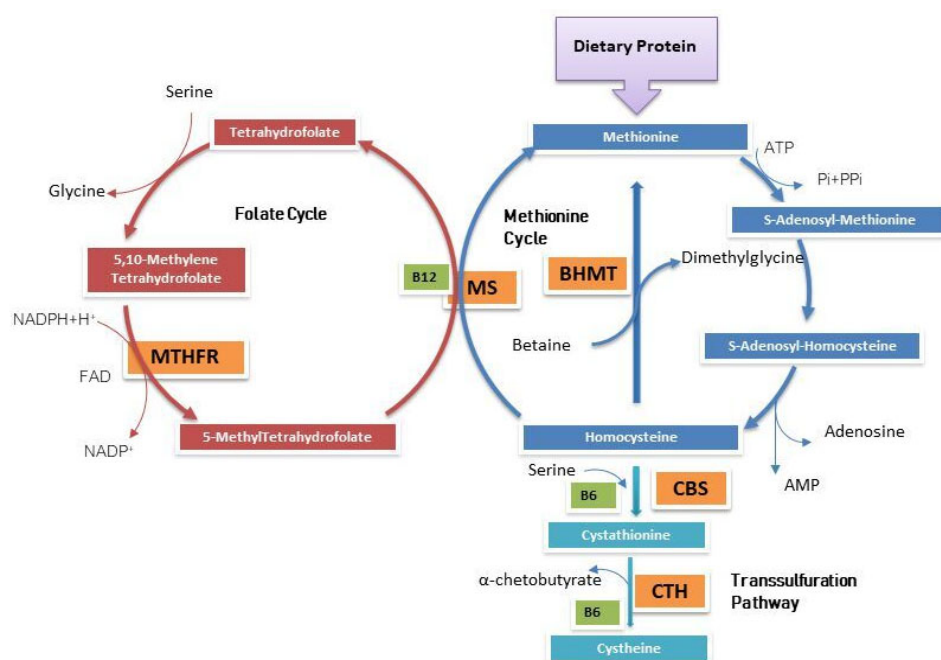 Dietary Protein
Serine
Tetrahydrofolate
Methionine
ATP
Glycine
Pi+PPi
Folate Cycle
Methionine
Cycle
S-Adenosyl-Methionine
5,10-Methylene
Tetrahydrofolate
B12
MS
BHMT
Dimethylglycine
NADPH+H⁺
MTHFR
Betaine
S-Adenosyl-Homocysteine
FAD
5-MethylTetrahydrofolate
Homocysteine
Adenosine
NADP⁺
Serine
B6
CBS
AMP
Cystathionine
α-chetobutyrate
CTH
Transsulfuration
Pathway
B6
Cystheine